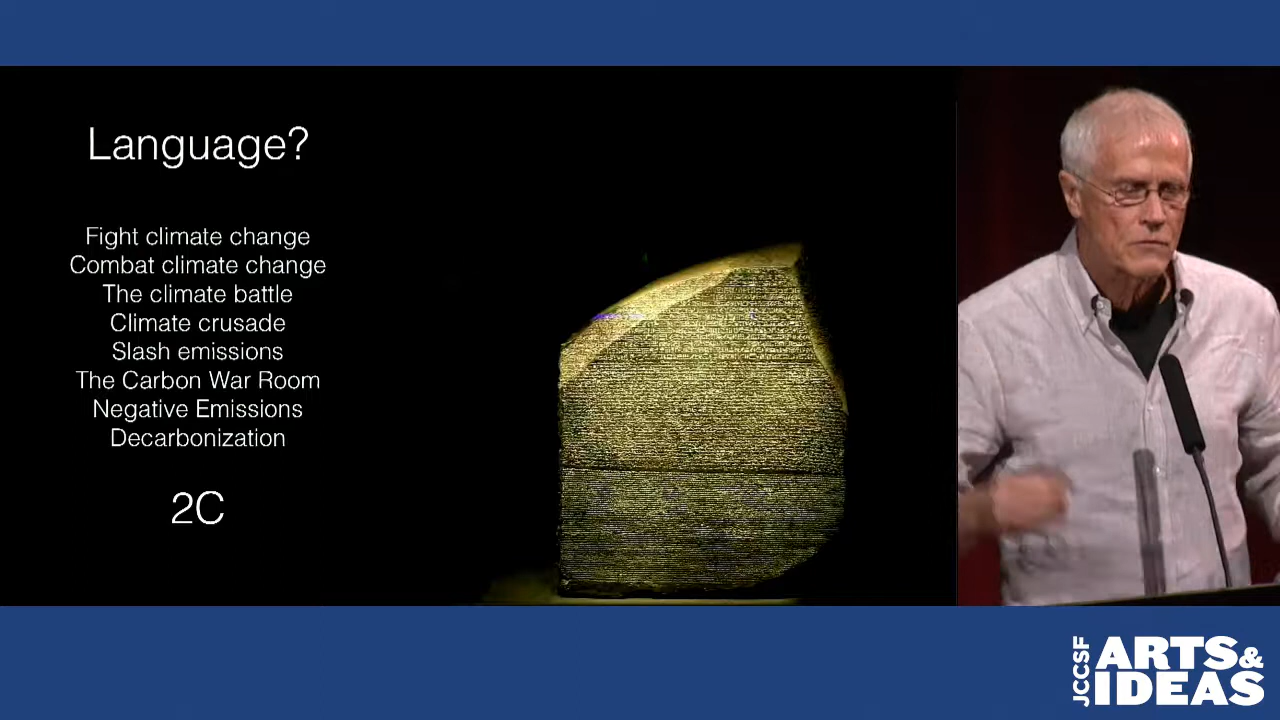 Language?
Fight climate change
Combat climate change
The climate battle
Climate crusade
Slash emissions
The Carbon War Room
Negative Emissions
Decarbonization
2C
JCCSF
ARTS&
IDEAS